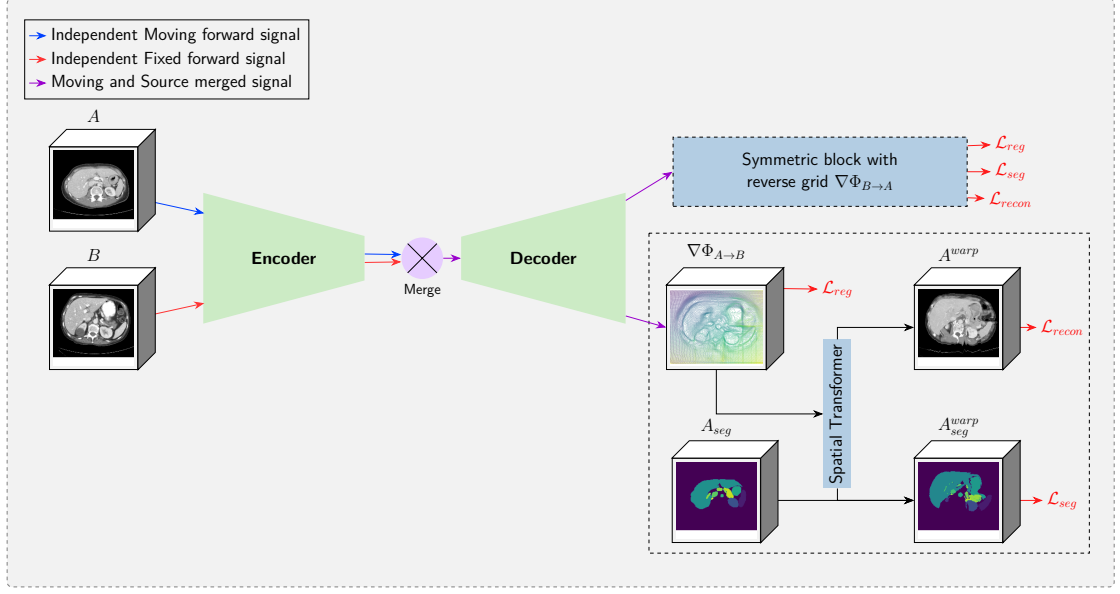 Independent Moving forward signal
Independent Fixed forward signal
Moving and Source merged signal
A
B
Encoder
Merge
Decoder
Symmetric block with
reverse grid ∇Φ_{B→A}
ℒ_{reg}
ℒ_{seg}
ℒ_{recon}
∇Φ_{A→B}
ℒ_{reg}
A^{warp}
ℒ_{recon}
Spatial Transformer
A_{seg}
A_{seg}^{warp}
ℒ_{seg}